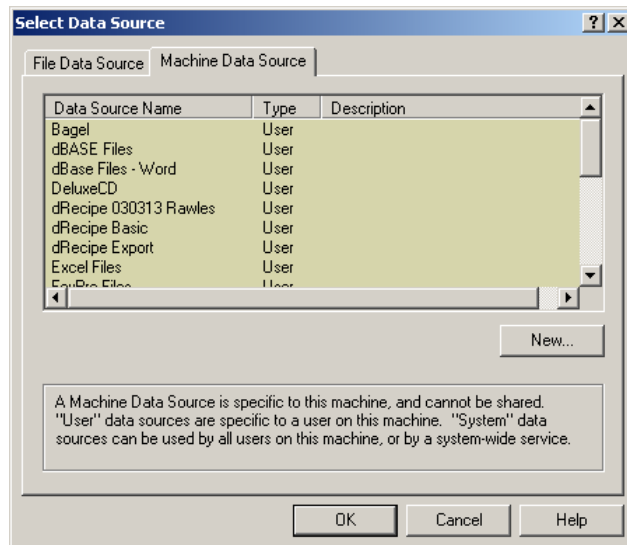 Select Data Source
File Data Source Machine Data Source
Data Source Name Type Description
Bagel User
dBASE Files User
dBase Files - Word User
DeluxeCD User
dRecipe 030313 Rawles User
dRecipe Basic User
dRecipe Export User
Excel Files User
FoxPro Files User
New...
A Machine Data Source is specific to this machine, and cannot be shared.
"User" data sources are specific to a user on this machine. "System" data
sources can be used by all users on this machine, or by a system-wide service.
OK Cancel Help